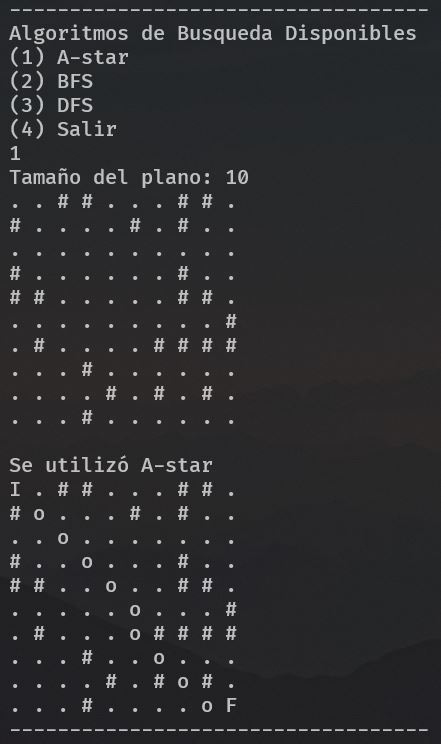 -----------------------------------
Algoritmos de Busqueda Disponibles
(1) A-star
(2) BFS
(3) DFS
(4) Salir
1
Tamaño del plano: 10
. . # # . . . # # .
# . . . . # . # . .
. . . . . . . . . .
# . . . . . . # . .
# # . . . . . # # .
. . . . . . . . . #
. # . . . . # # # #
. . . # . . . . . .
. . . . # . # . # .
. . . # . . . . . .
Se utilizó A-star
I . # # . . . # # .
# o . . . # . # . .
. . o . . . . . . .
# . . o . . . # . .
# # . . o . . # # .
. . . . . o . . . #
. # . . . o # # # #
. . . # . . o . . .
. . . . # . # o # .
. . . # . . . . o F
-----------------------------------